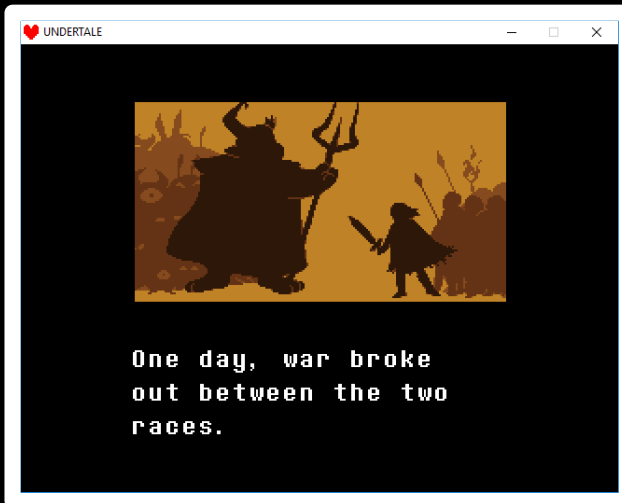 UNDERTALE
One day, war broke
out between the two
races.